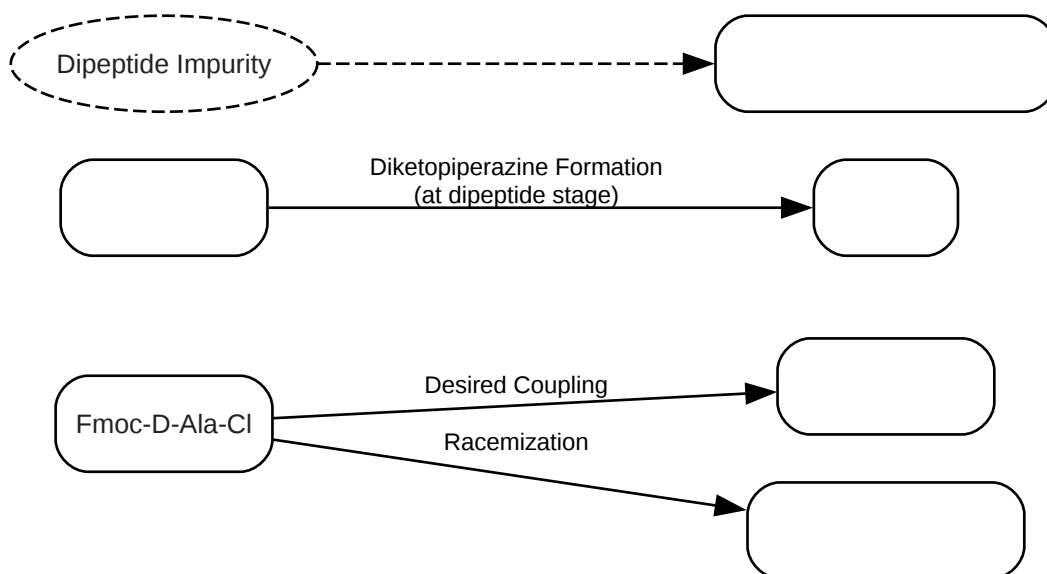 Dipeptide Impurity
Diketopiperazine Formation
(at dipeptide stage)
Desired Coupling
Fmoc-D-Ala-Cl
Racemization